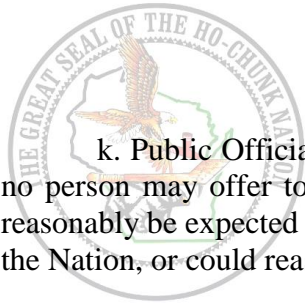 THE GREAT SEAL OF THE HO-CHUNK NATION
k. Public Officia
no person may offer to
reasonably be expected
the Nation, or could rea